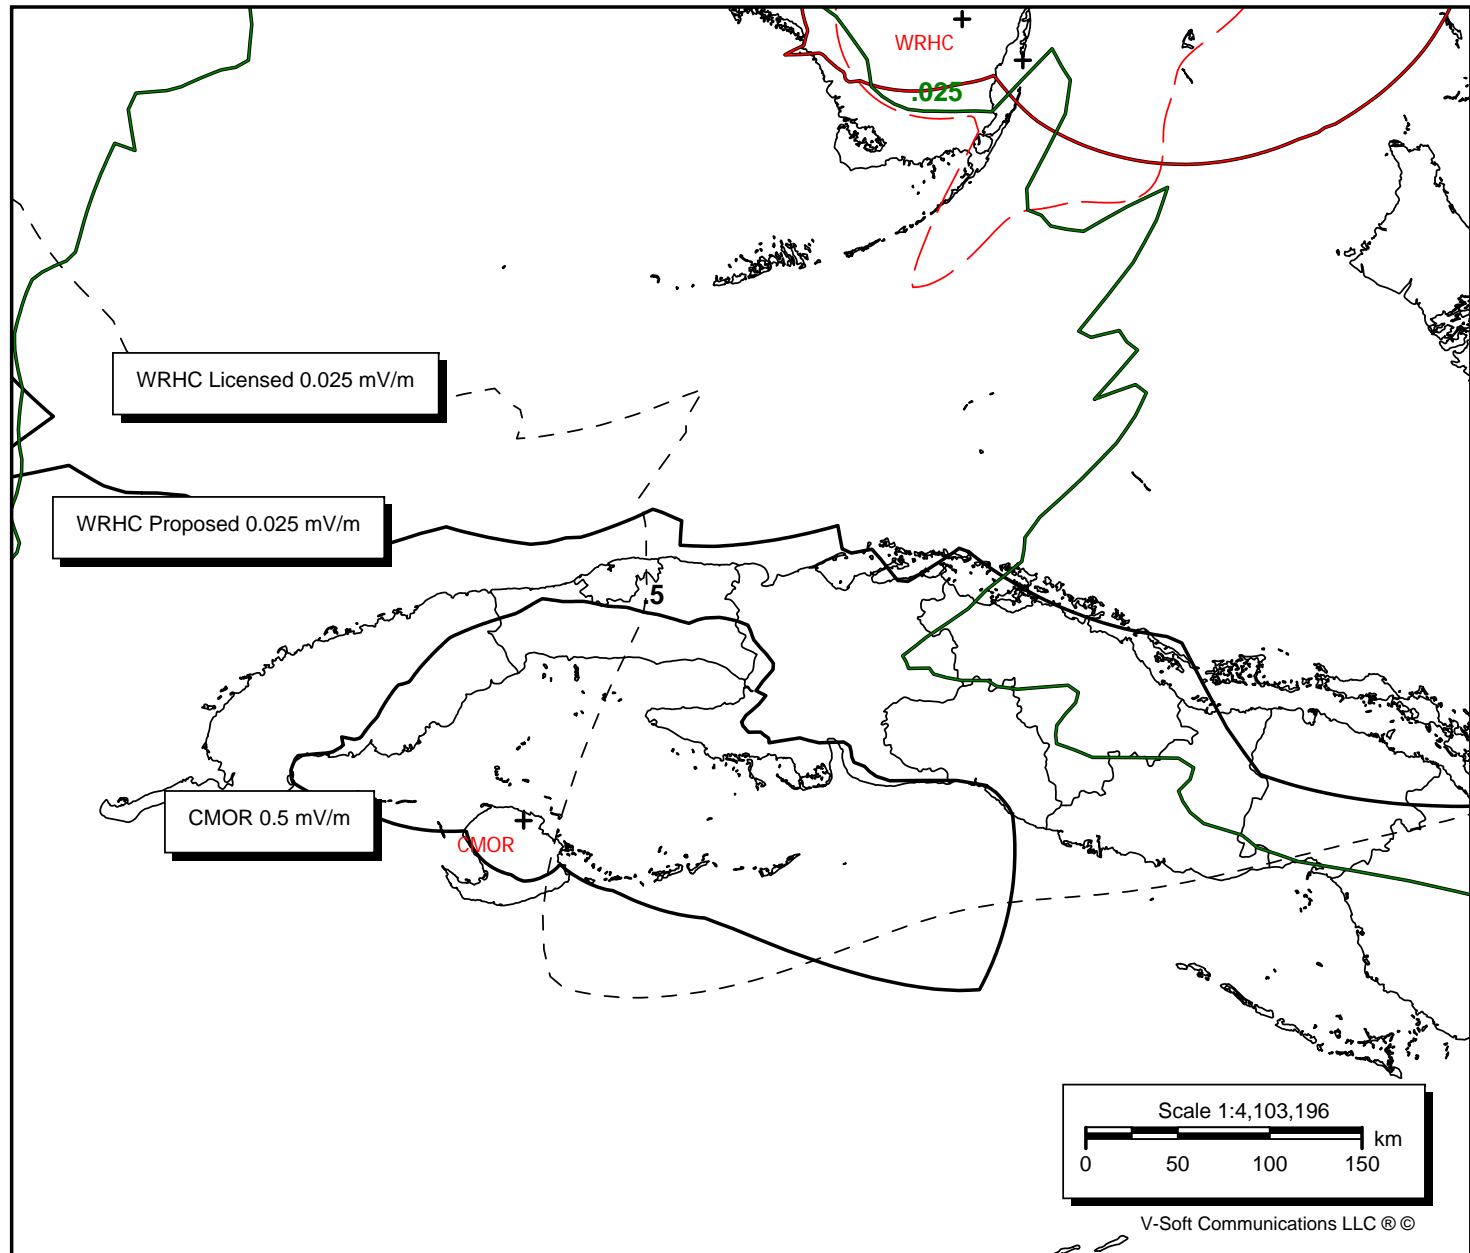 WRHC
.025
WRHC Licensed 0.025 mV/m
WRHC Proposed 0.025 mV/m
.5
CMOR 0.5 mV/m
CMOR
Scale 1:4,103,196
km
0 50 100 150
V-Soft Communications LLC ® ©